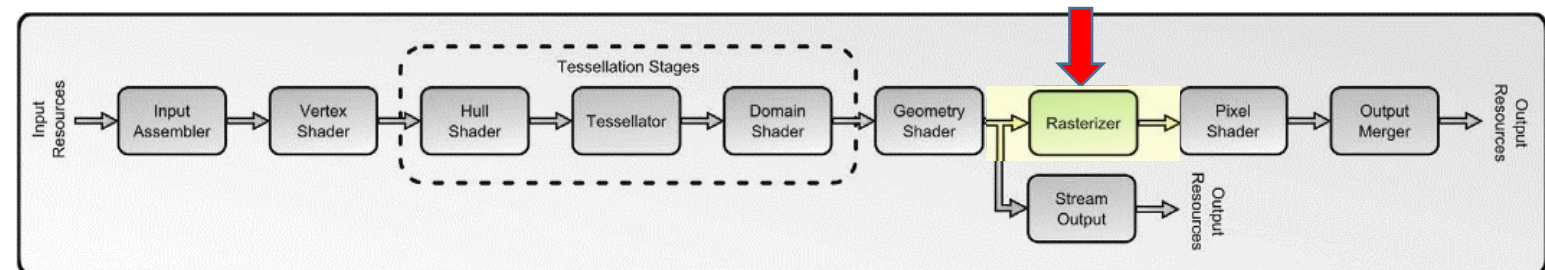 Input
Resources
Input
Assembler
Vertex
Shader
Tessellation Stages
Hull
Shader
Tessellator
Domain
Shader
Geometry
Shader
Rasterizer
Pixel
Shader
Output
Merger
Output
Resources
Stream
Output
Output
Resources